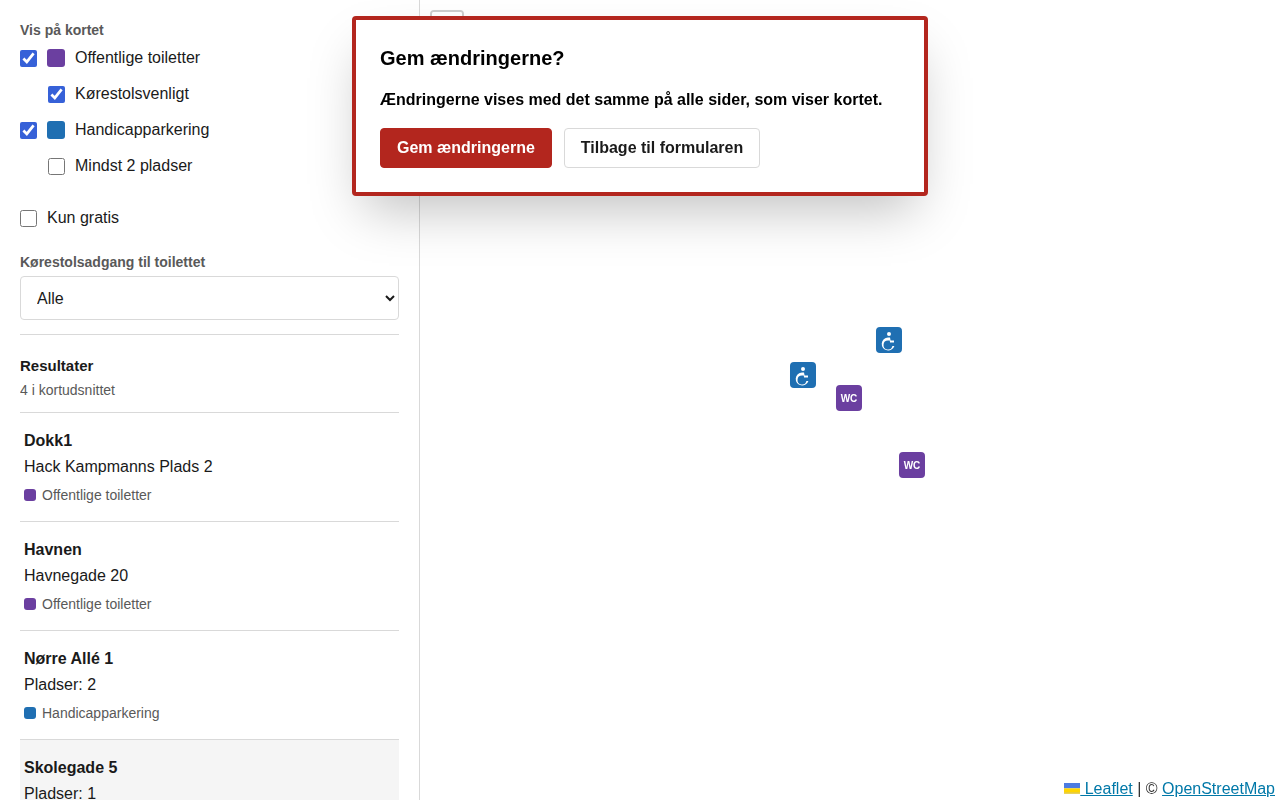 Vis på kortet
Offentlige toiletter
Kørestolsvenligt
Handicapparkering
Mindst 2 pladser
Kun gratis
Kørestolsadgang til toilettet
Alle
Resultater
4 i kortudsnittet
Dokk1
Hack Kampmanns Plads 2
Offentlige toiletter
Havnen
Havnegade 20
Offentlige toiletter
Nørre Allé 1
Pladser: 2
Handicapparkering
Skolegade 5
Pladser: 1
Gem ændringerne?
Ændringerne vises med det samme på alle sider, som viser kortet.
Gem ændringerne
Tilbage til formularen
WC
WC
Leaflet | © OpenStreetMap